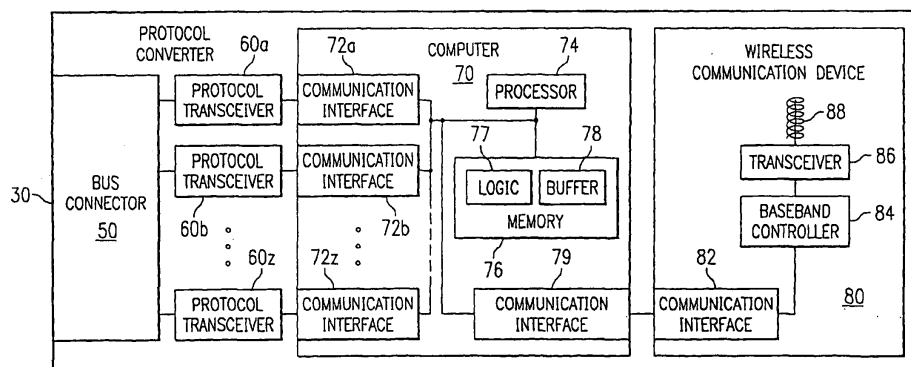 PROTOCOL
CONVERTER
60a
PROTOCOL
TRANSCEIVER
72a
COMMUNICATION
INTERFACE
COMPUTER
70
74
PROCESSOR
WIRELESS
COMMUNICATION DEVICE
88
TRANSCEIVER
86
BASEBAND
CONTROLLER
84
30
BUS
CONNECTOR
50
PROTOCOL
TRANSCEIVER
60b
COMMUNICATION
INTERFACE
72b
77
78
LOGIC
BUFFER
MEMORY
76
60z
PROTOCOL
TRANSCEIVER
72z
COMMUNICATION
INTERFACE
79
COMMUNICATION
INTERFACE
82
COMMUNICATION
INTERFACE
80